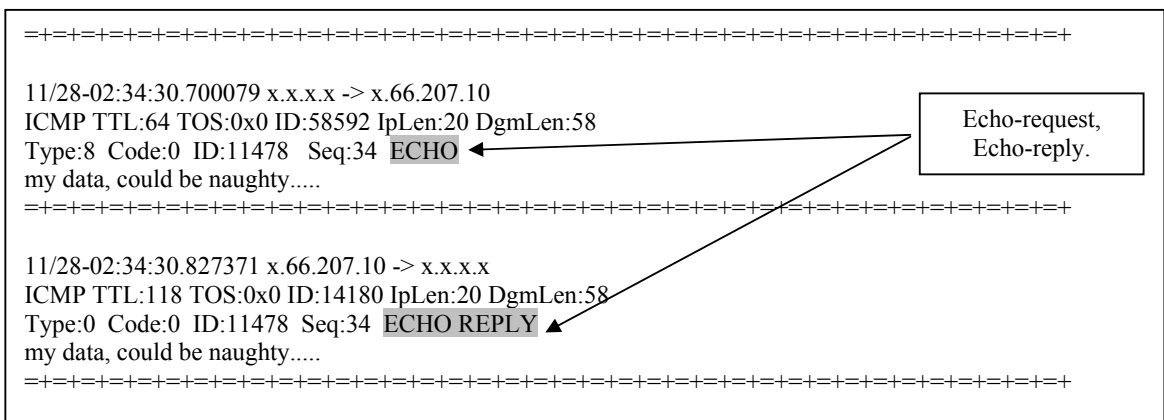 =+=+=+=+=+=+=+=+=+=+=+=+=+=+=+=+=+=+=+=+=+=+=+=+=+=+=+=+=+=+=+=+=+=+=+=+=+
11/28-02:34:30.700079 x.x.x.x -> x.66.207.10
ICMP TTL:64 TOS:0x0 ID:58592 IpLen:20 DgmLen:58
Type:8 Code:0 ID:11478 Seq:34 ECHO
my data, could be naughty.....
=+=+=+=+=+=+=+=+=+=+=+=+=+=+=+=+=+=+=+=+=+=+=+=+=+=+=+=+=+=+=+=+=+=+=+=+=+
Echo-request,
Echo-reply.
11/28-02:34:30.827371 x.66.207.10 -> x.x.x.x
ICMP TTL:118 TOS:0x0 ID:14180 IpLen:20 DgmLen:58
Type:0 Code:0 ID:11478 Seq:34 ECHO REPLY
my data, could be naughty.....
=+=+=+=+=+=+=+=+=+=+=+=+=+=+=+=+=+=+=+=+=+=+=+=+=+=+=+=+=+=+=+=+=+=+=+=+=+